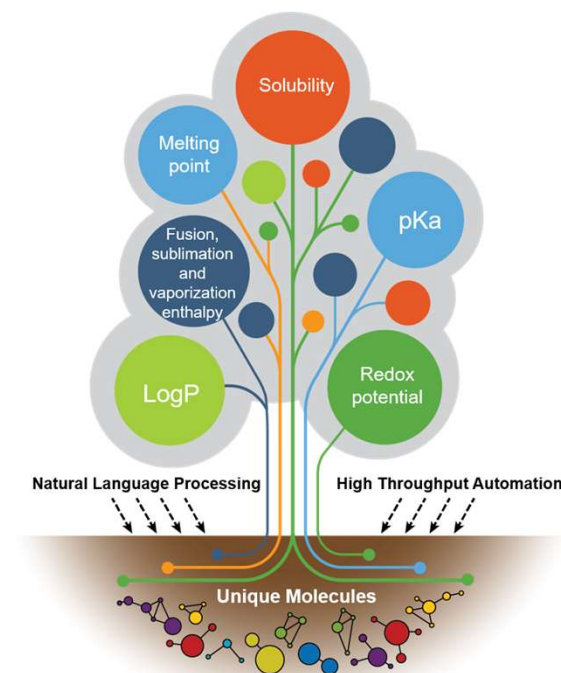 Solubility
Melting
point
pKa
Fusion,
sublimation
and
vaporization
enthalpy
LogP
Redox
potential
Natural Language Processing
High Throughput Automation
Unique Molecules